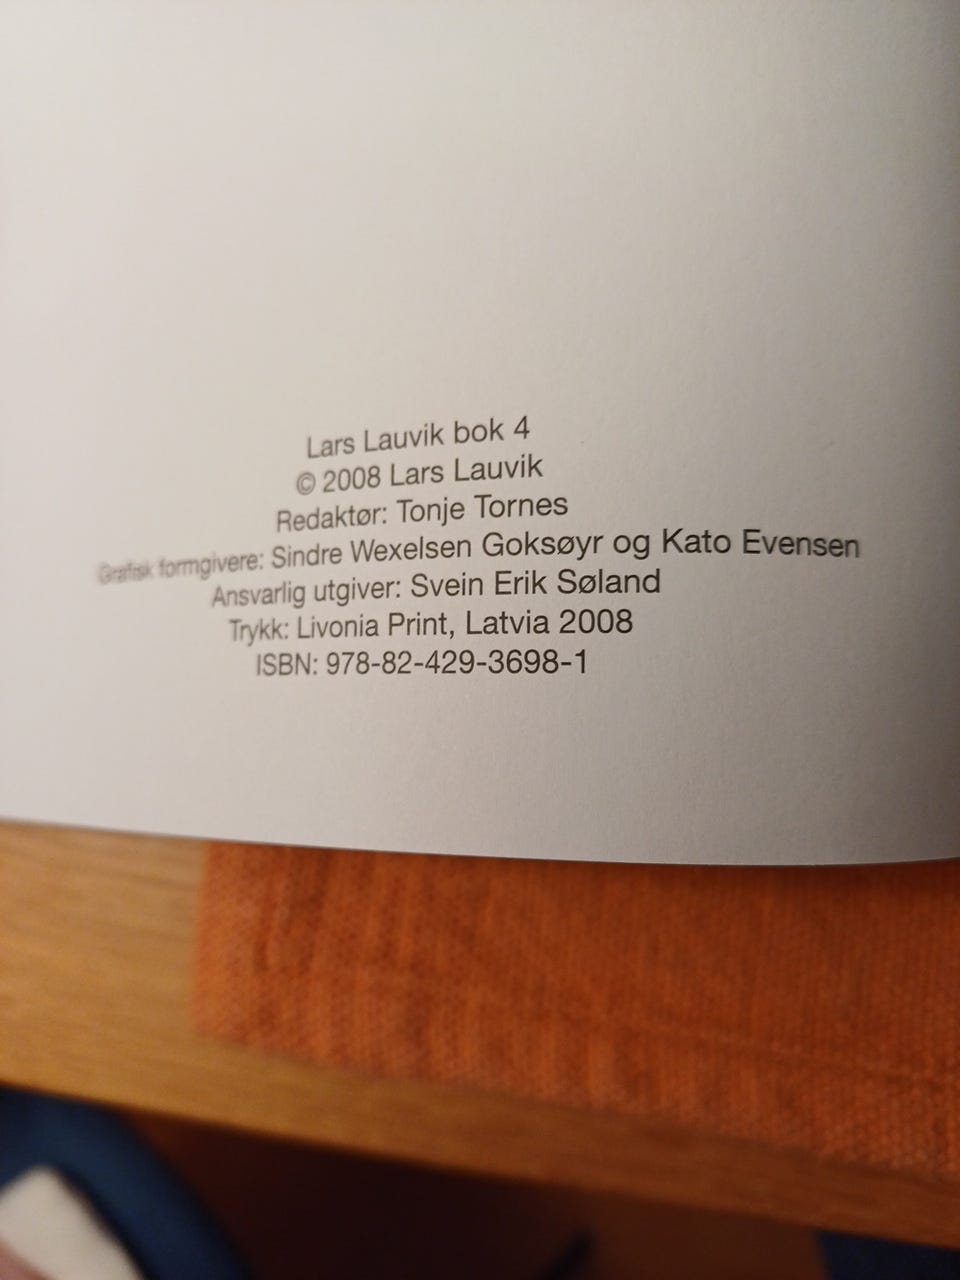 Lars Lauvik bok 4
© 2008 Lars Lauvik
Redaktør: Tonje Tornes
Grafisk formgivere: Sindre Wexelsen Goksøyr og Kato Evensen
Ansvarlig utgiver: Svein Erik Søland
Trykk: Livonia Print, Latvia 2008
ISBN: 978-82-429-3698-1